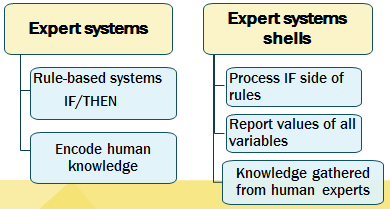 Expert systems
Rule-based systems
IF/THEN
Encode human
knowledge
Expert systems
shells
Process IF side of
rules
Report values of all
variables
Knowledge gathered
from human experts